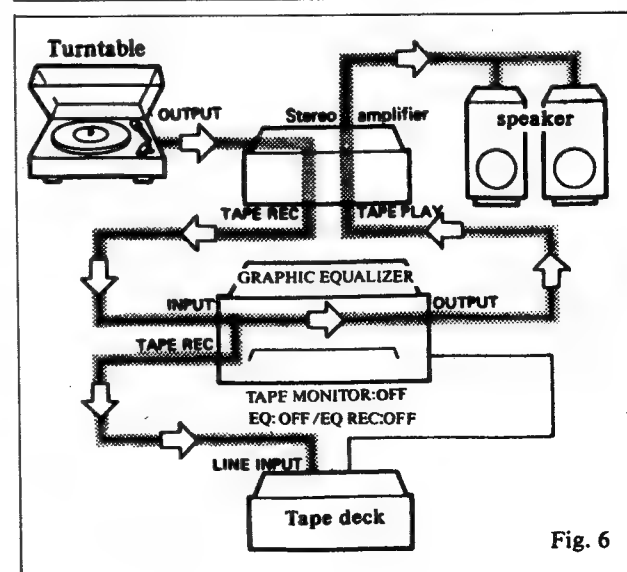 Turntable
OUTPUT
Stereo amplifier
speaker
TAPE REC
TAPE PLAY
GRAPHIC EQUALIZER
INPUT
OUTPUT
TAPE REC
TAPE MONITOR:OFF
EQ: OFF/EQ REC:OFF
LINE INPUT
Tape deck
Fig. 6